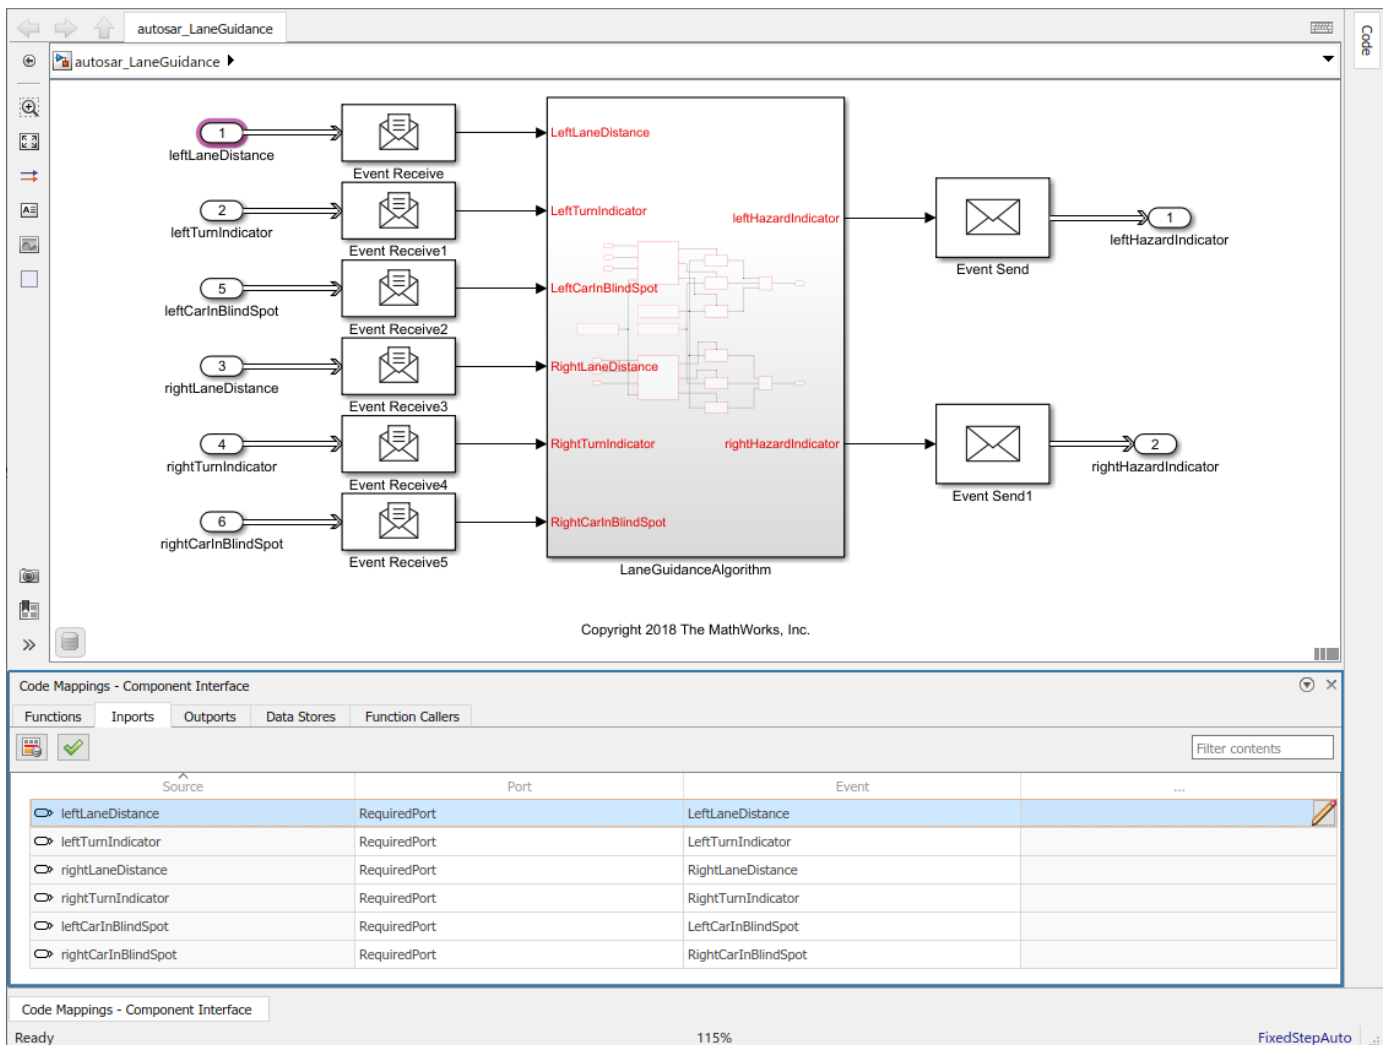 autosar_LaneGuidance
Code
autosar_LaneGuidance
1
leftLaneDistance
Event Receive
LeftLaneDistance
2
leftTurnIndicator
Event Receive1
LeftTurnIndicator
leftHazardIndicator
Event Send
1
leftHazardIndicator
5
leftCarInBlindSpot
Event Receive2
LeftCarInBlindSpot
3
rightLaneDistance
Event Receive3
RightLaneDistance
4
rightTurnIndicator
Event Receive4
RightTurnIndicator
rightHazardIndicator
Event Send1
2
rightHazardIndicator
6
rightCarInBlindSpot
Event Receive5
RightCarInBlindSpot
LaneGuidanceAlgorithm
Copyright 2018 The MathWorks, Inc.
Code Mappings - Component Interface
Functions Inports Outports Data Stores Function Callers
Filter contents
Source Port Event ...
leftLaneDistance RequiredPort LeftLaneDistance
leftTurnIndicator RequiredPort LeftTurnIndicator
rightLaneDistance RequiredPort RightLaneDistance
rightTurnIndicator RequiredPort RightTurnIndicator
leftCarInBlindSpot RequiredPort LeftCarInBlindSpot
rightCarInBlindSpot RequiredPort RightCarInBlindSpot
Code Mappings - Component Interface
Ready 115% FixedStepAuto